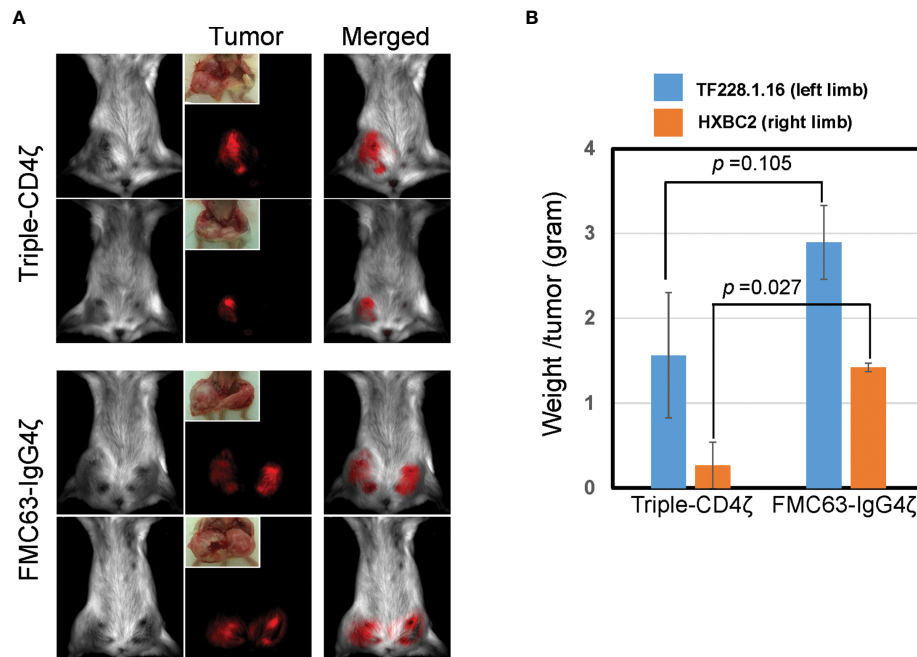 A
Tumor
Merged
Triple-CD4ζ
FMC63-IgG4ζ
B
TF228.1.16 (left limb)
HXBC2 (right limb)
Weight /tumor (gram)
4
3
2
1
0
p =0.105
p =0.027
Triple-CD4ζ
FMC63-IgG4ζ